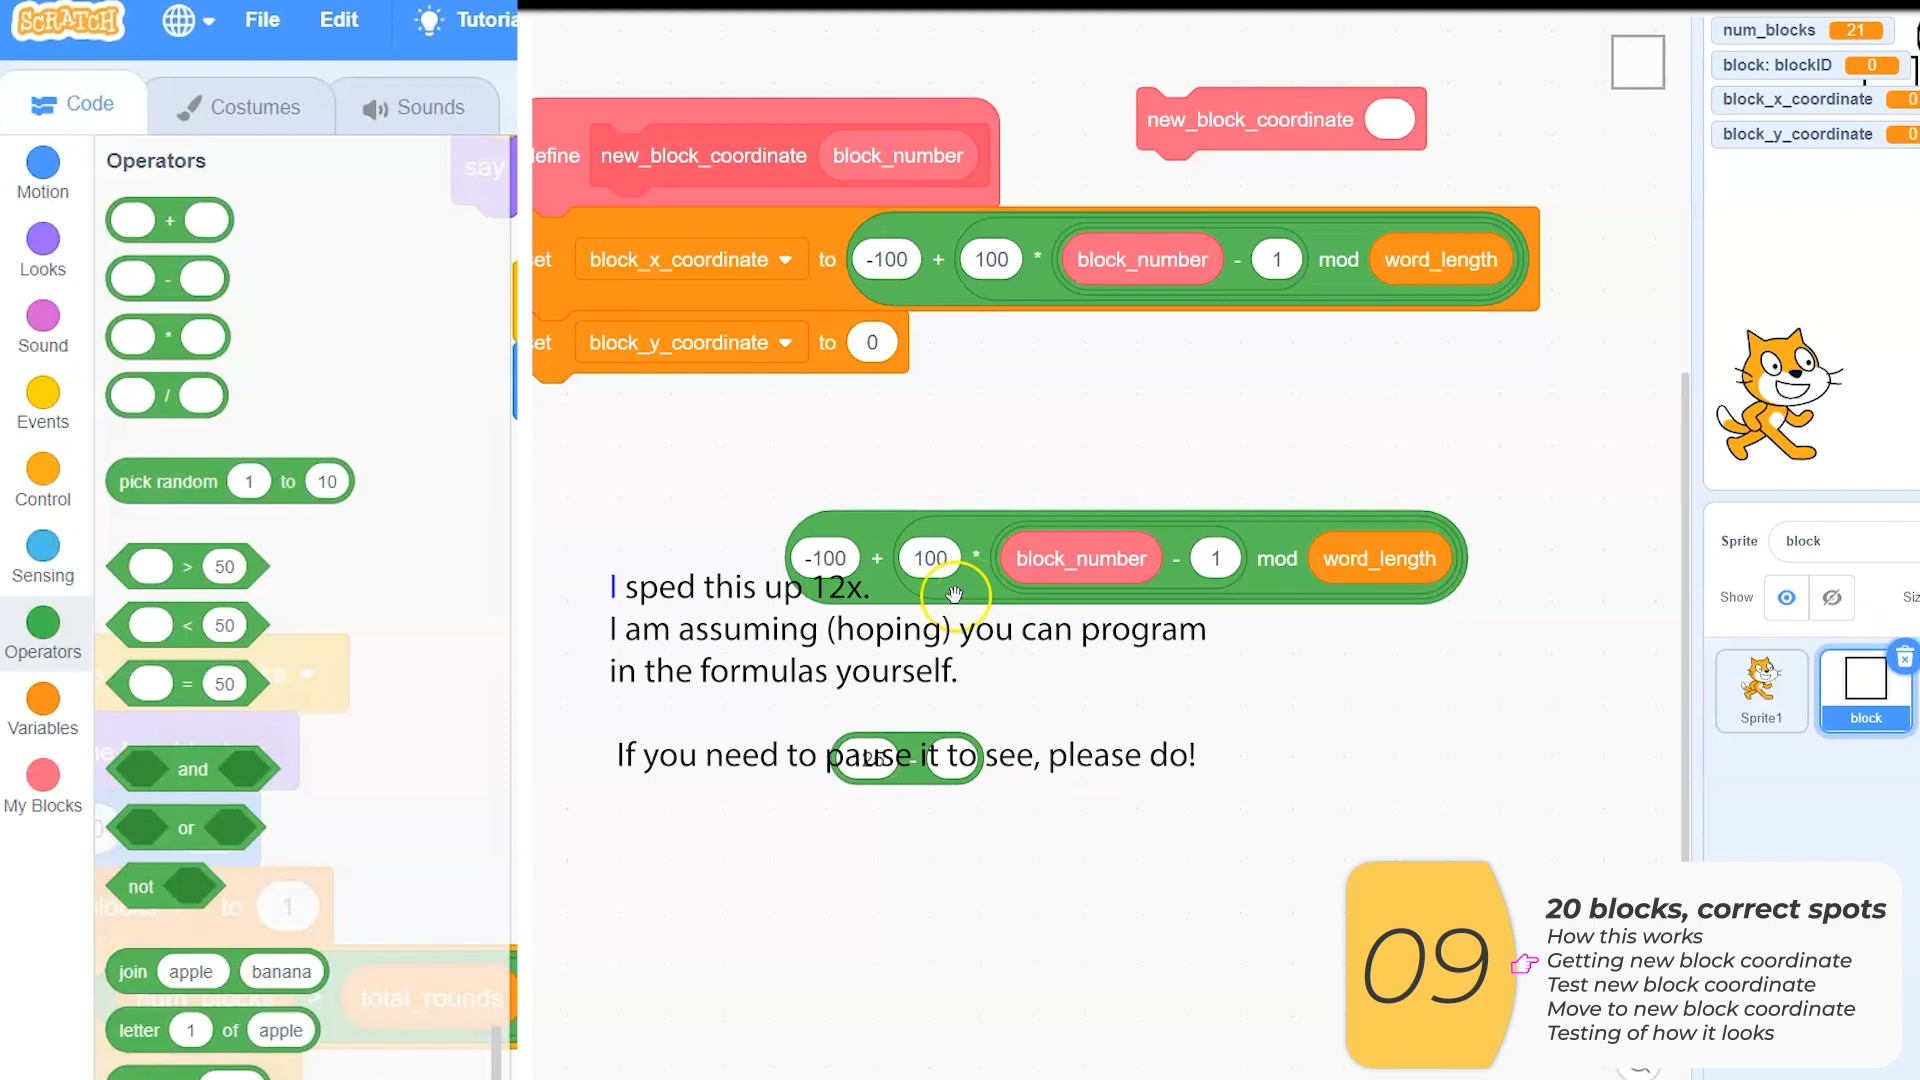 SCRATCH File Edit Tutoria
Code Costumes Sounds
Motion
Looks
Sound
Events
Control
Sensing
Operators
Variables
My Blocks
Operators
+
-
*
/
pick random 1 to 10
> 50
< 50
= 50
and
or
not
join apple banana
letter 1 of apple
say
to 1
num_blocks > total_rounds
efine new_block_coordinate block_number
new_block_coordinate
et block_x_coordinate to -100 + 100 * block_number - 1 mod word_length
et block_y_coordinate to 0
-100 + 100 * block_number - 1 mod word_length
I sped this up 12x.
I am assuming (hoping) you can program
in the formulas yourself.
If you need to pause it to see, please do!
num_blocks 21
block: blockID 0
block_x_coordinate 0
block_y_coordinate 0
Sprite block
Show Siz
Sprite1 block
09
20 blocks, correct spots
How this works
Getting new block coordinate
Test new block coordinate
Move to new block coordinate
Testing of how it looks